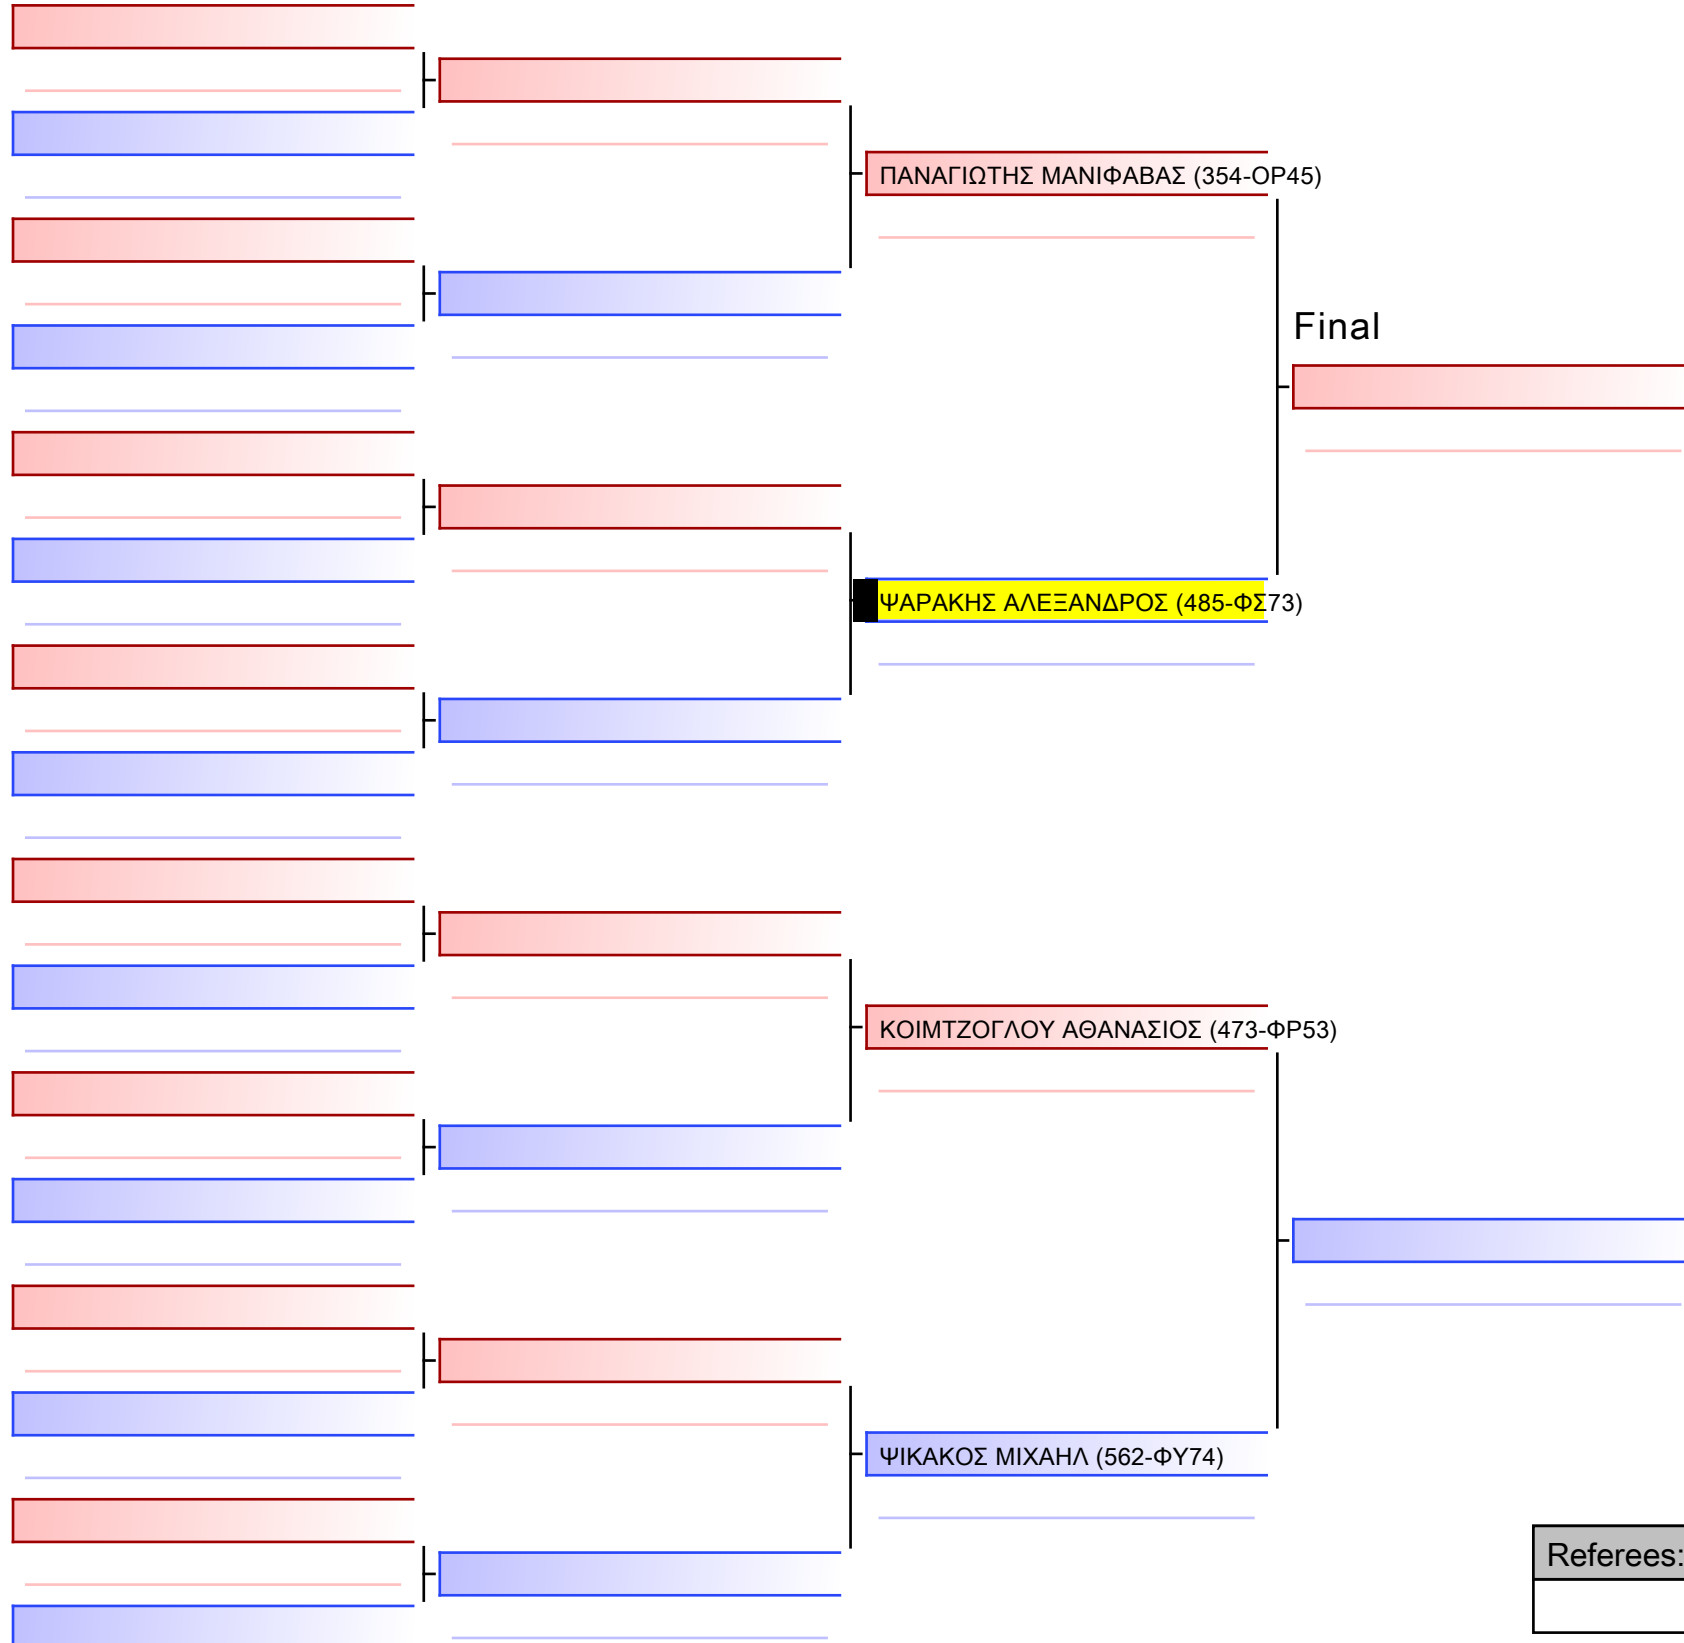 ΠΑΝΑΓΙΩΤΗΣ ΜΑΝΙΦΑΒΑΣ (354-ΟΡ45)
Final
ΨΑΡΑΚΗΣ ΑΛΕΞΑΝΔΡΟΣ (485-ΦΣ73)
ΚΟΙΜΤΖΟΓΛΟΥ ΑΘΑΝΑΣΙΟΣ (473-ΦΡ53)
ΨΙΚΑΚΟΣ ΜΙΧΑΗΛ (562-ΦΥ74)
Referees: